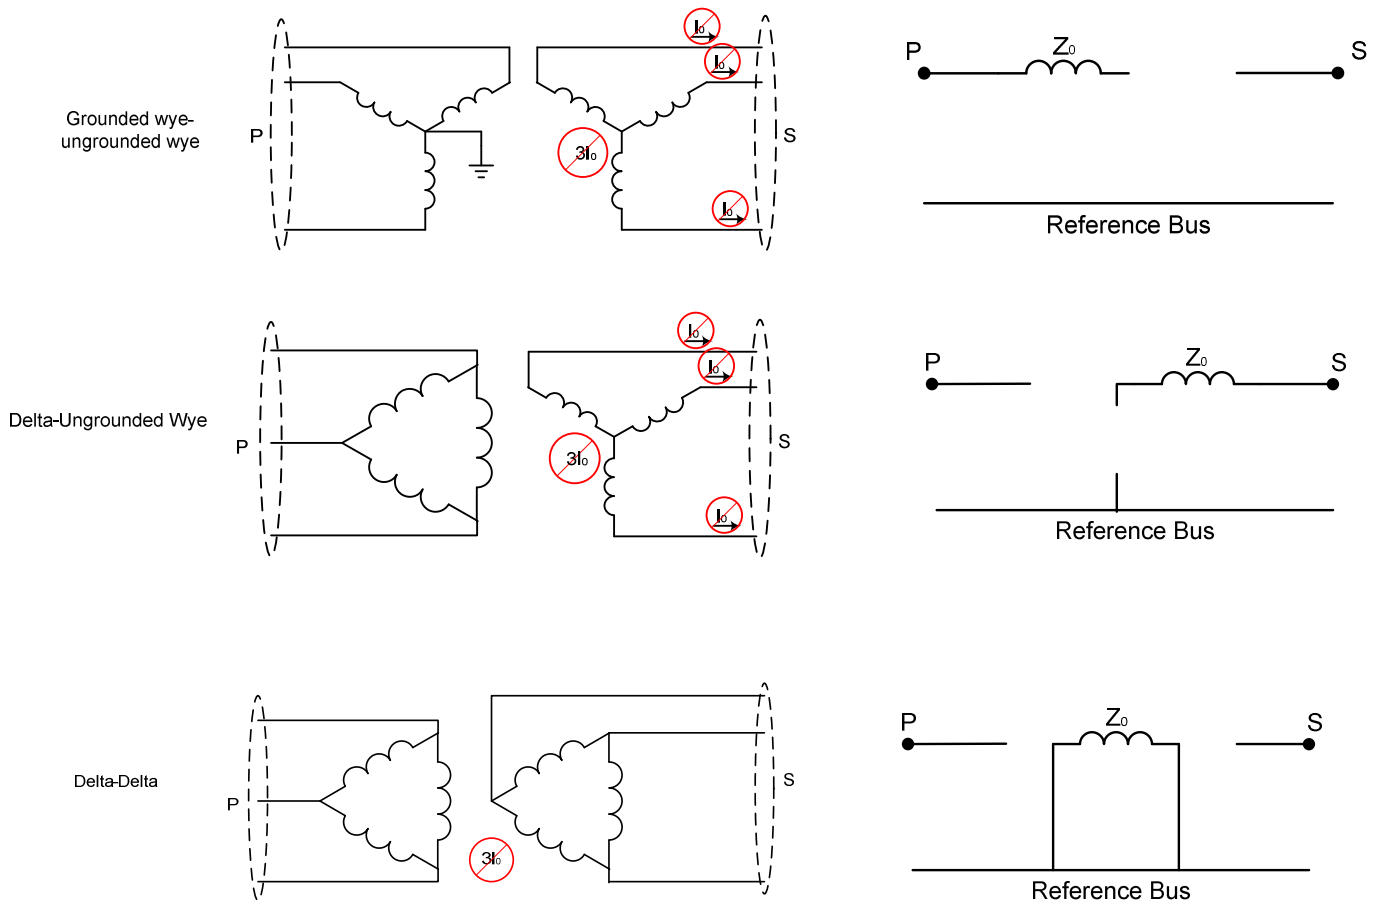 I₀
I₀
Z₀
P
S
Grounded wye-
ungrounded wye
P
3I₀
S
I₀
Reference Bus
I₀
I₀
Z₀
P
S
Delta-Ungrounded Wye
P
3I₀
S
I₀
Reference Bus
Z₀
P
S
Delta-Delta
P
S
3I₀
Reference Bus